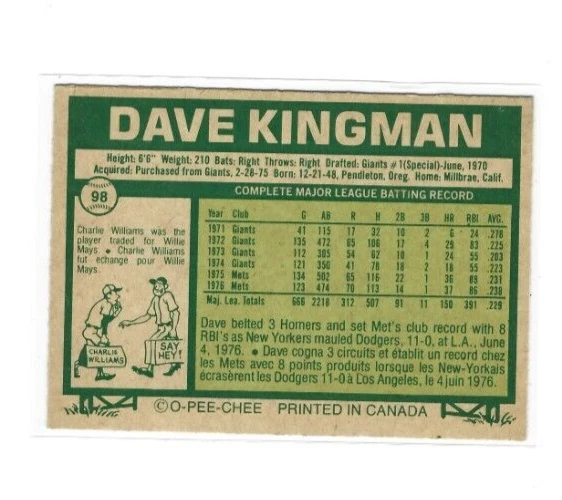 DAVE KINGMAN
Height: 6'6" Weight: 210 Bats: Right Throws: Right Drafted: Giants #1(Special)-June, 1970
Acquired: Purchased from Giants, 2-28-75 Born: 12-21-48, Pendleton, Oreg. Home: Millbrae, Calif.
98
COMPLETE MAJOR LEAGUE BATTING RECORD
Year Club G AB R H 2B 3B HR RBI AVG.
1971 Giants 41 115 17 32 10 2 6 24 .278
1972 Giants 135 472 65 106 17 4 29 83 .225
1973 Giants 112 305 54 62 10 1 24 55 .203
1974 Giants 121 350 41 78 18 2 18 55 .223
1975 Mets 134 502 65 116 22 1 36 88 .231
1976 Mets 123 474 70 113 14 1 37 86 .238
Maj. Lea. Totals 666 2218 312 507 91 11 150 391 .229
Charlie Williams was the
player traded for Willie
Mays. • Charlie Williams
fut echange pour Willie
Mays.
CHARLIE
WILLIAMS
SAY
HEY!
Dave belted 3 Homers and set Met's club record with 8
RBI's as New Yorkers mauled Dodgers, 11-0, at L.A., June
4, 1976. • Dave cogna 3 circuits et établit un record chez
les Mets avec 8 points produits lorsque les New-Yorkais
écrasèrent les Dodgers 11-0 à Los Angeles, le 4 juin 1976.
©O-PEE-CHEE PRINTED IN CANADA